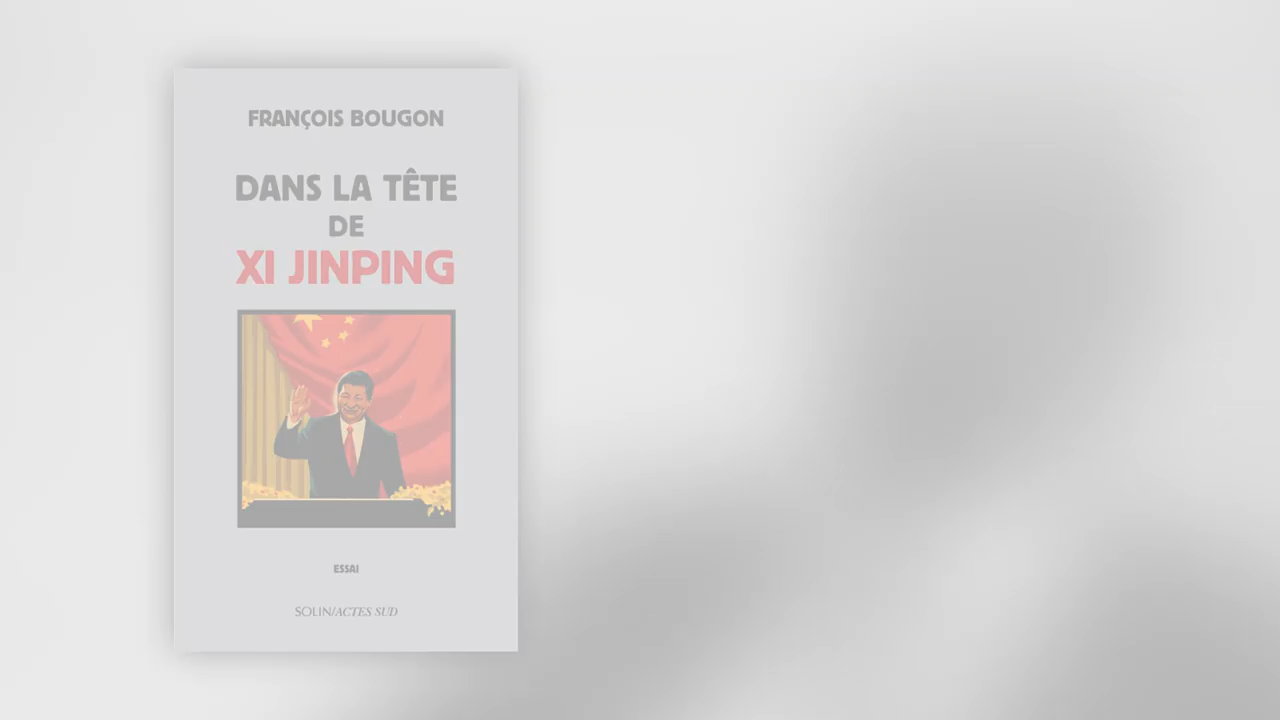 FRANÇOIS BOUGON
DANS LA TÊTE
DE
XI JINPING
ESSAI
SOLIN/ACTES SUD